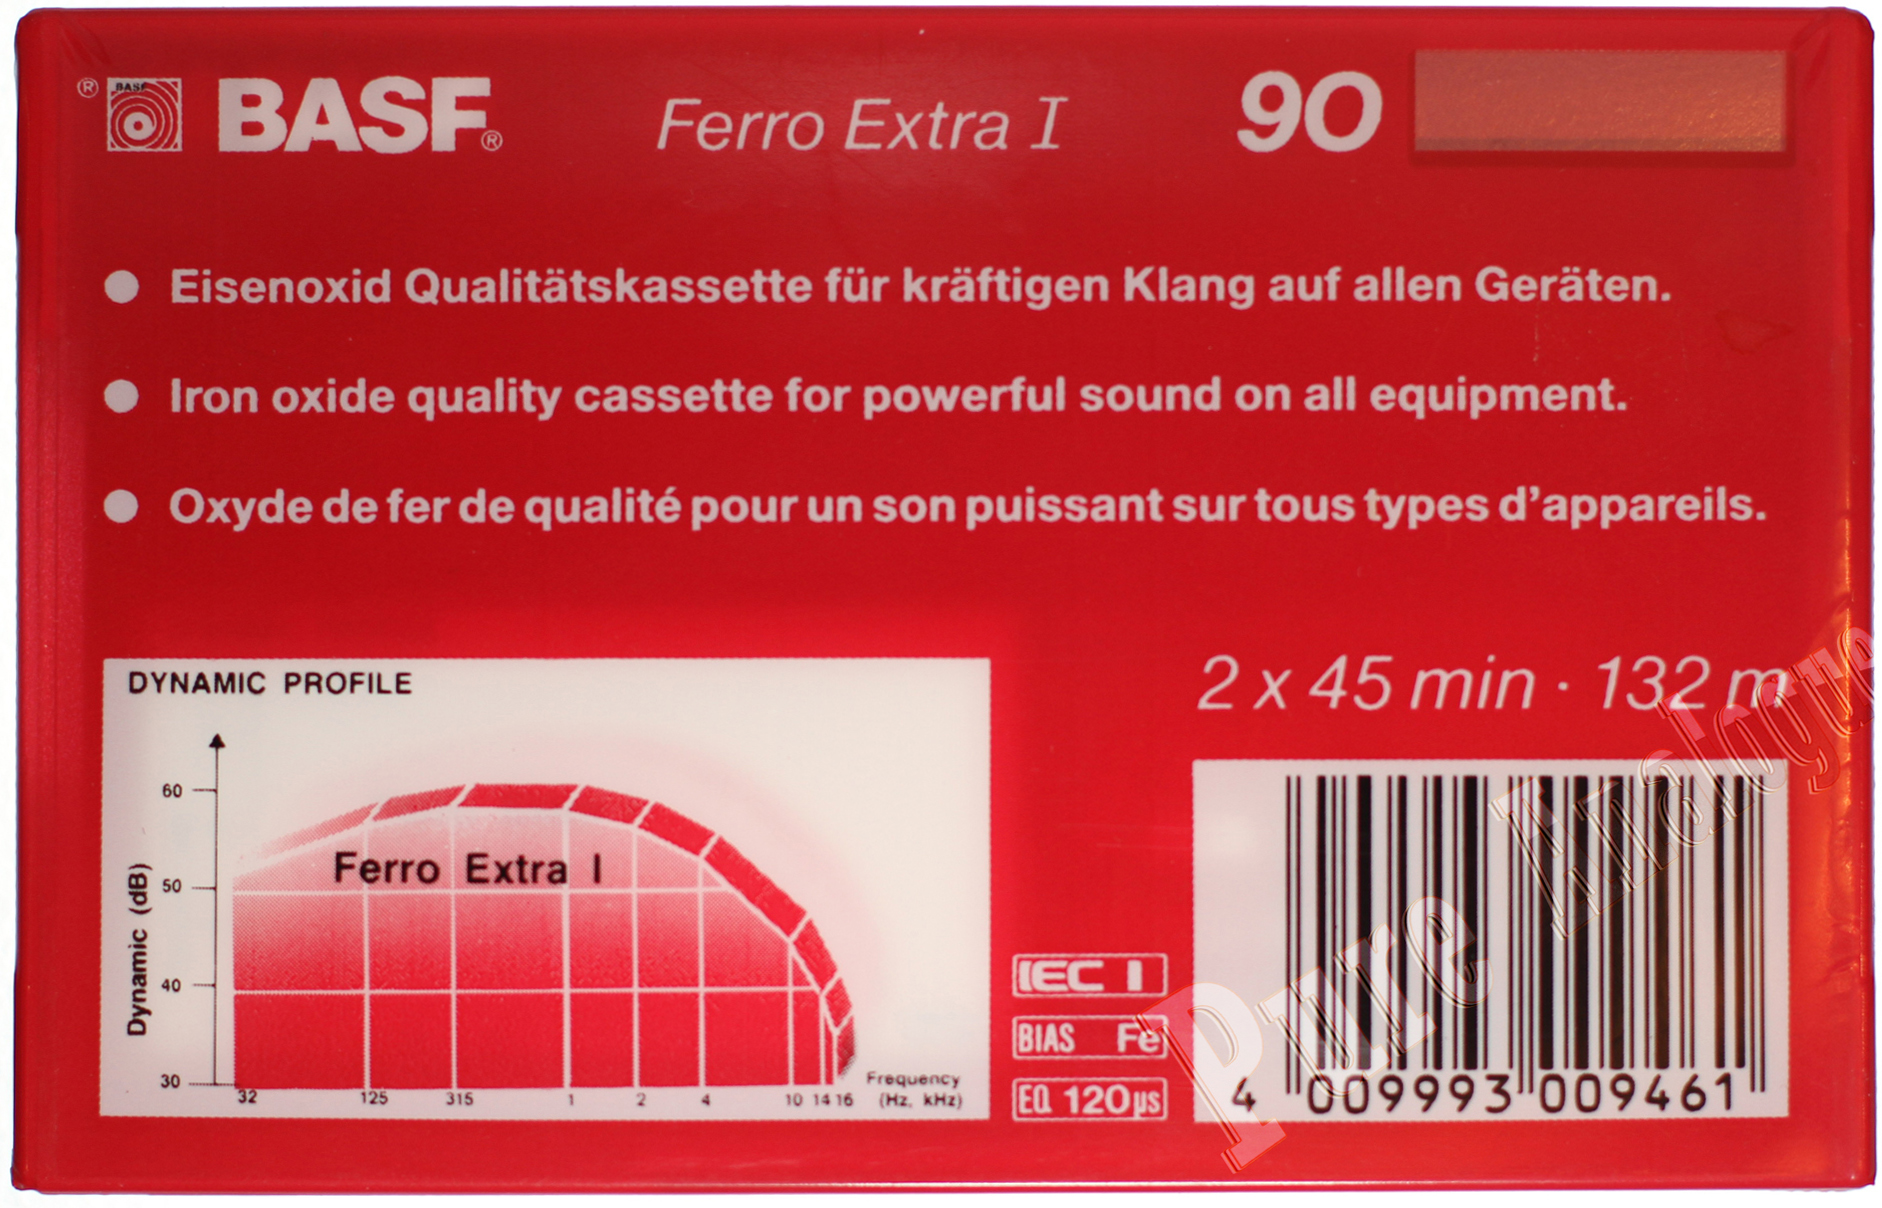 ® BASF BASF® Ferro Extra I 90
● Eisenoxid Qualitätskassette für kräftigen Klang auf allen Geräten.
● Iron oxide quality cassette for powerful sound on all equipment.
● Oxyde de fer de qualité pour un son puissant sur tous types d'appareils.
DYNAMIC PROFILE
Dynamic (dB)
60
50
40
30
Ferro Extra I
32 125 315 1 2 4 10 14 16
Frequency
(Hz, kHz)
2 x 45 min · 132 m
IEC I
BIAS Fe
EQ 120 µs
4 009993 009461
Pure Analogue